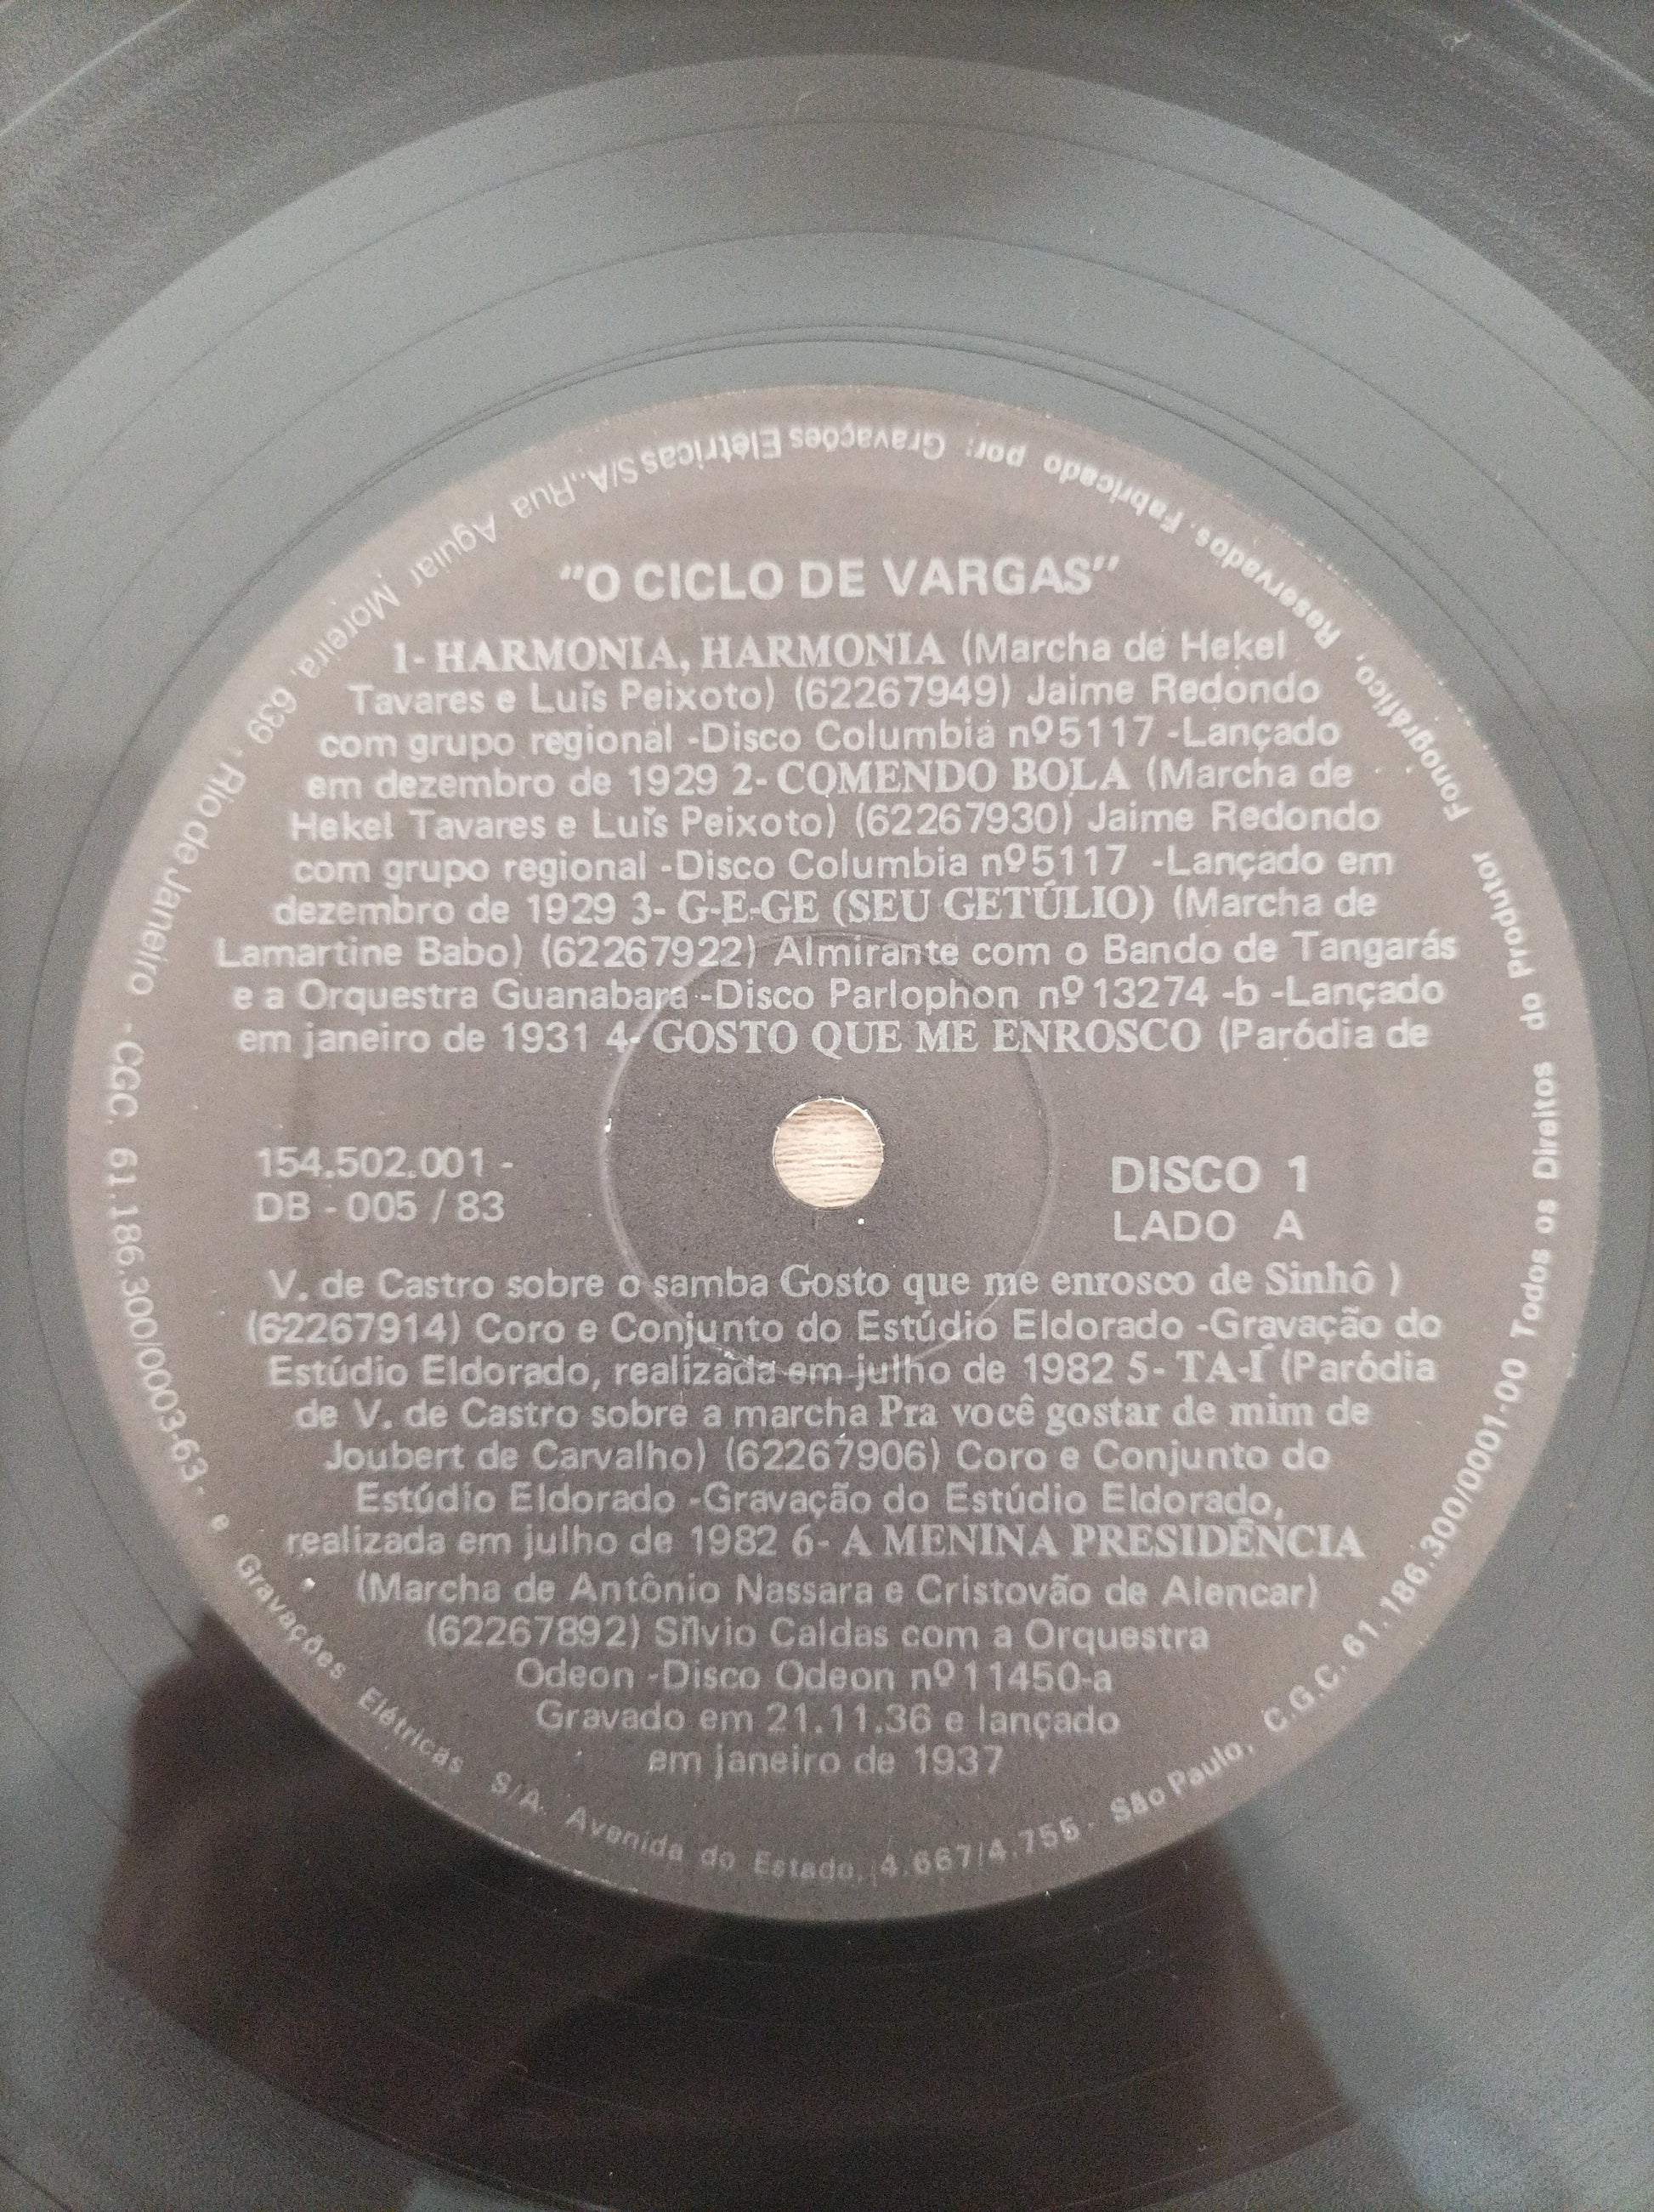 "O CICLO DE VARGAS"
1- HARMONIA, HARMONIA (Marcha de Hekel
Tavares e Luís Peixoto) (62267949) Jaime Redondo
com grupo regional -Disco Columbia nº 5117 -Lançado
em dezembro de 1929 2- COMENDO BOLA (Marcha de
Hekel Tavares e Luís Peixoto) (62267930) Jaime Redondo
com grupo regional -Disco Columbia nº 5117 -Lançado em
dezembro de 1929 3- G-E-GE (SEU GETÚLIO) (Marcha de
Lamartine Babo) (62267922) Almirante com o Bando de Tangarás
e a Orquestra Guanabara -Disco Parlophon nº 13274 -b -Lançado
em janeiro de 1931 4- GOSTO QUE ME ENROSCO (Paródia de
154.502.001 -
DB - 005 / 83
DISCO 1
LADO A
V. de Castro sobre o samba Gosto que me enrosco de Sinhô )
(62267914) Coro e Conjunto do Estúdio Eldorado -Gravação do
Estúdio Eldorado, realizada em julho de 1982 5- TA-Í (Paródia
de V. de Castro sobre a marcha Pra você gostar de mim de
Joubert de Carvalho) (62267906) Coro e Conjunto do
Estúdio Eldorado -Gravação do Estúdio Eldorado,
realizada em julho de 1982 6- A MENINA PRESIDÊNCIA
(Marcha de Antônio Nassara e Cristovão de Alencar)
(62267892) Sílvio Caldas com a Orquestra
Odeon -Disco Odeon nº 11450-a
Gravado em 21.11.36 e lançado
em janeiro de 1937
Todos os Direitos do Produtor Fonográfico, Reservados. Fabricado por: Gravações Elétricas S/A., Rua Aguiar Moreira, 639 - Rio de Janeiro - CGC. 61.186.300/0003-63 - e Gravações Elétricas S/A. Avenida do Estado, 4.667/4.755 - São Paulo, C.G.C. 61.186.300/0001-00